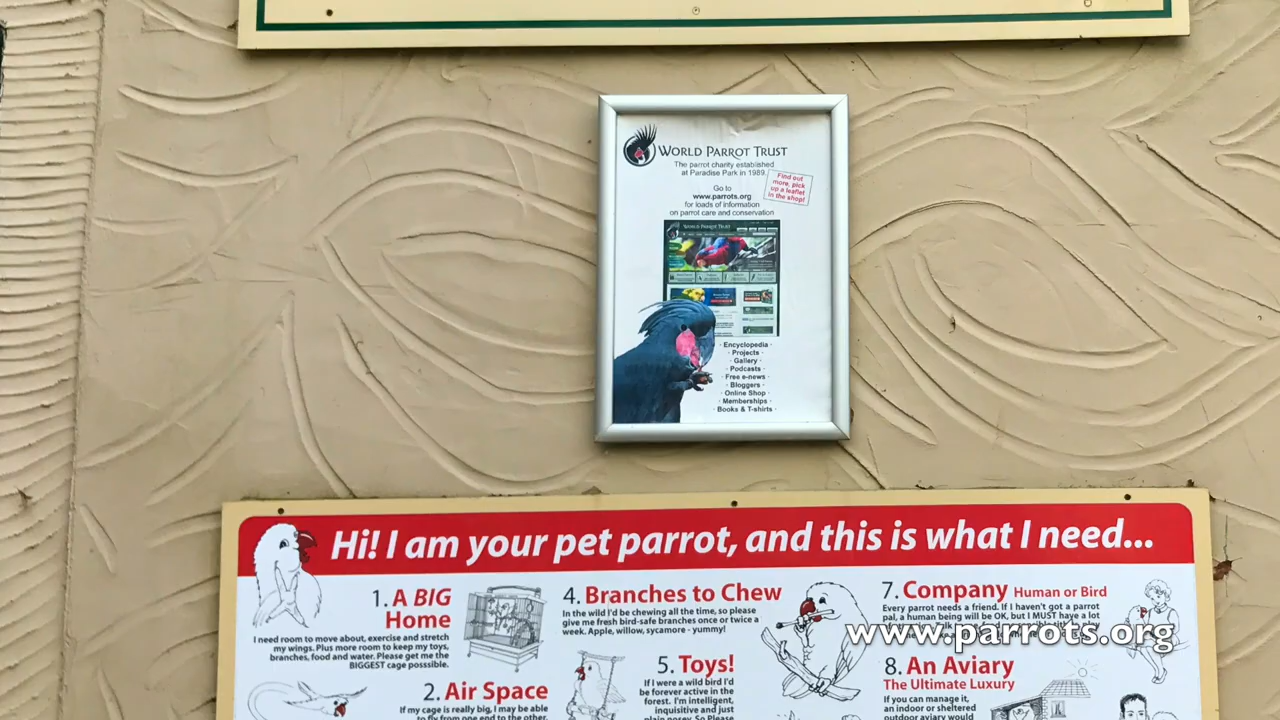 WORLD PARROT TRUST
The parrot charity established
at Paradise Park in 1989.
Find out
more, pick
up a leaflet
in the shop!
Go to
www.parrots.org
for loads of information
on parrot care and conservation
WORLD PARROT TRUST
· Encyclopedia ·
· Projects ·
· Gallery ·
· Podcasts ·
· Free e-news ·
· Bloggers ·
· Online Shop ·
· Memberships ·
· Books & T-shirts ·
Hi! I am your pet parrot, and this is what I need...
1. A BIG
Home
I need room to move about, exercise and stretch
my wings. Plus more room to keep my toys,
branches, food and water. Please get me the
BIGGEST cage possible.
2. Air Space
If my cage is really big, I may be able
to fly from one end to the other.
4. Branches to Chew
In the wild I'd be chewing all the time, so please
give me fresh bird-safe branches once or twice a
week. Apple, willow, sycamore - yummy!
5. Toys!
If I were a wild bird I'd
be forever active in the
forest. I'm intelligent,
inquisitive and just
plain nosey. So Please
7. Company Human or Bird
Every parrot needs a friend. If I haven't got a parrot
pal, a human being will be OK, but I MUST have a lot
www.parrots.org
8. An Aviary
The Ultimate Luxury
If you can manage it,
an indoor or sheltered
outdoor aviary would